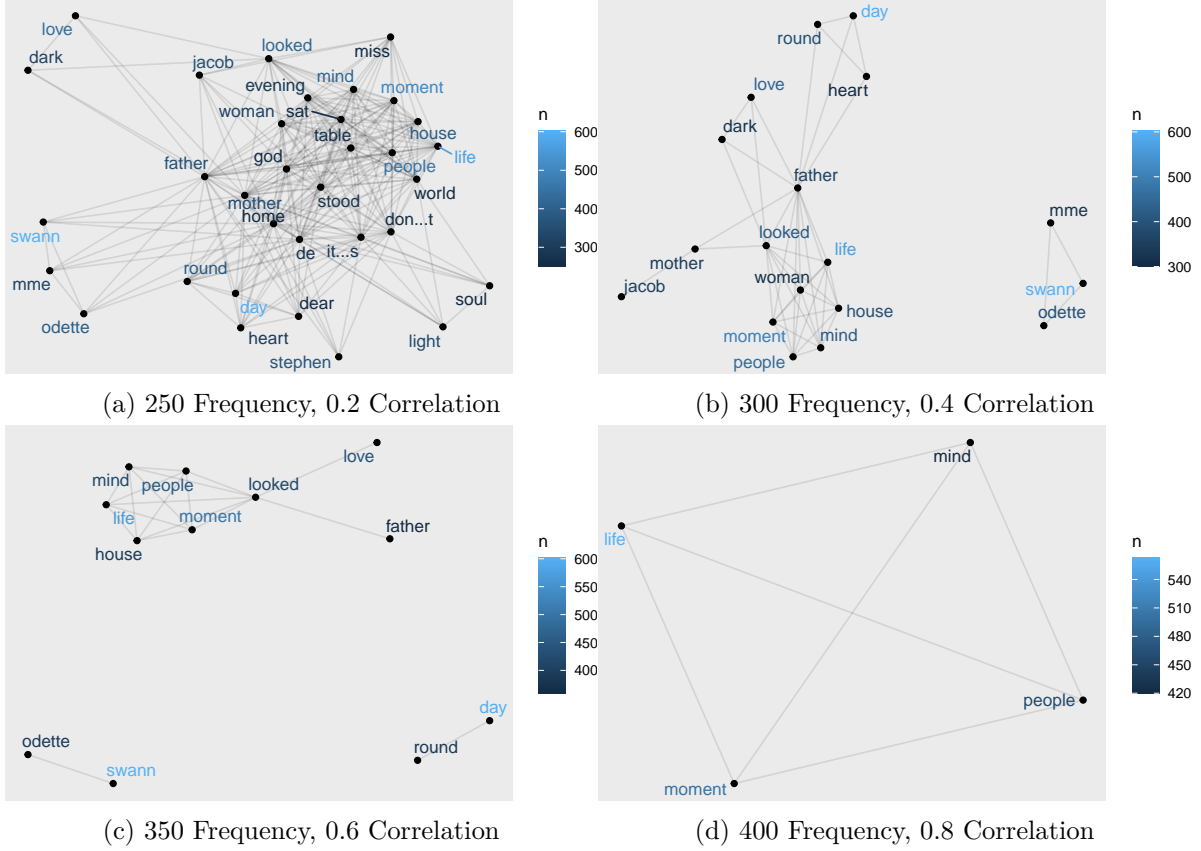 love
looked
miss
dark
jacob
evening
mind
moment
woman
sat
table
house
life
father
god
people
world
mother
stood
home
don...t
swann
de
it...s
mme
round
day
dear
soul
odette
heart
light
stephen
n
600
500
400
300
(a) 250 Frequency, 0.2 Correlation
day
round
love
heart
dark
father
mme
looked
mother
life
woman
jacob
swann
house
odette
moment
mind
people
n
600
500
400
300
(b) 300 Frequency, 0.4 Correlation
love
mind
people
looked
life
moment
father
house
day
odette
round
swann
n
600
550
500
450
400
(c) 350 Frequency, 0.6 Correlation
mind
life
people
moment
n
540
510
480
450
420
(d) 400 Frequency, 0.8 Correlation